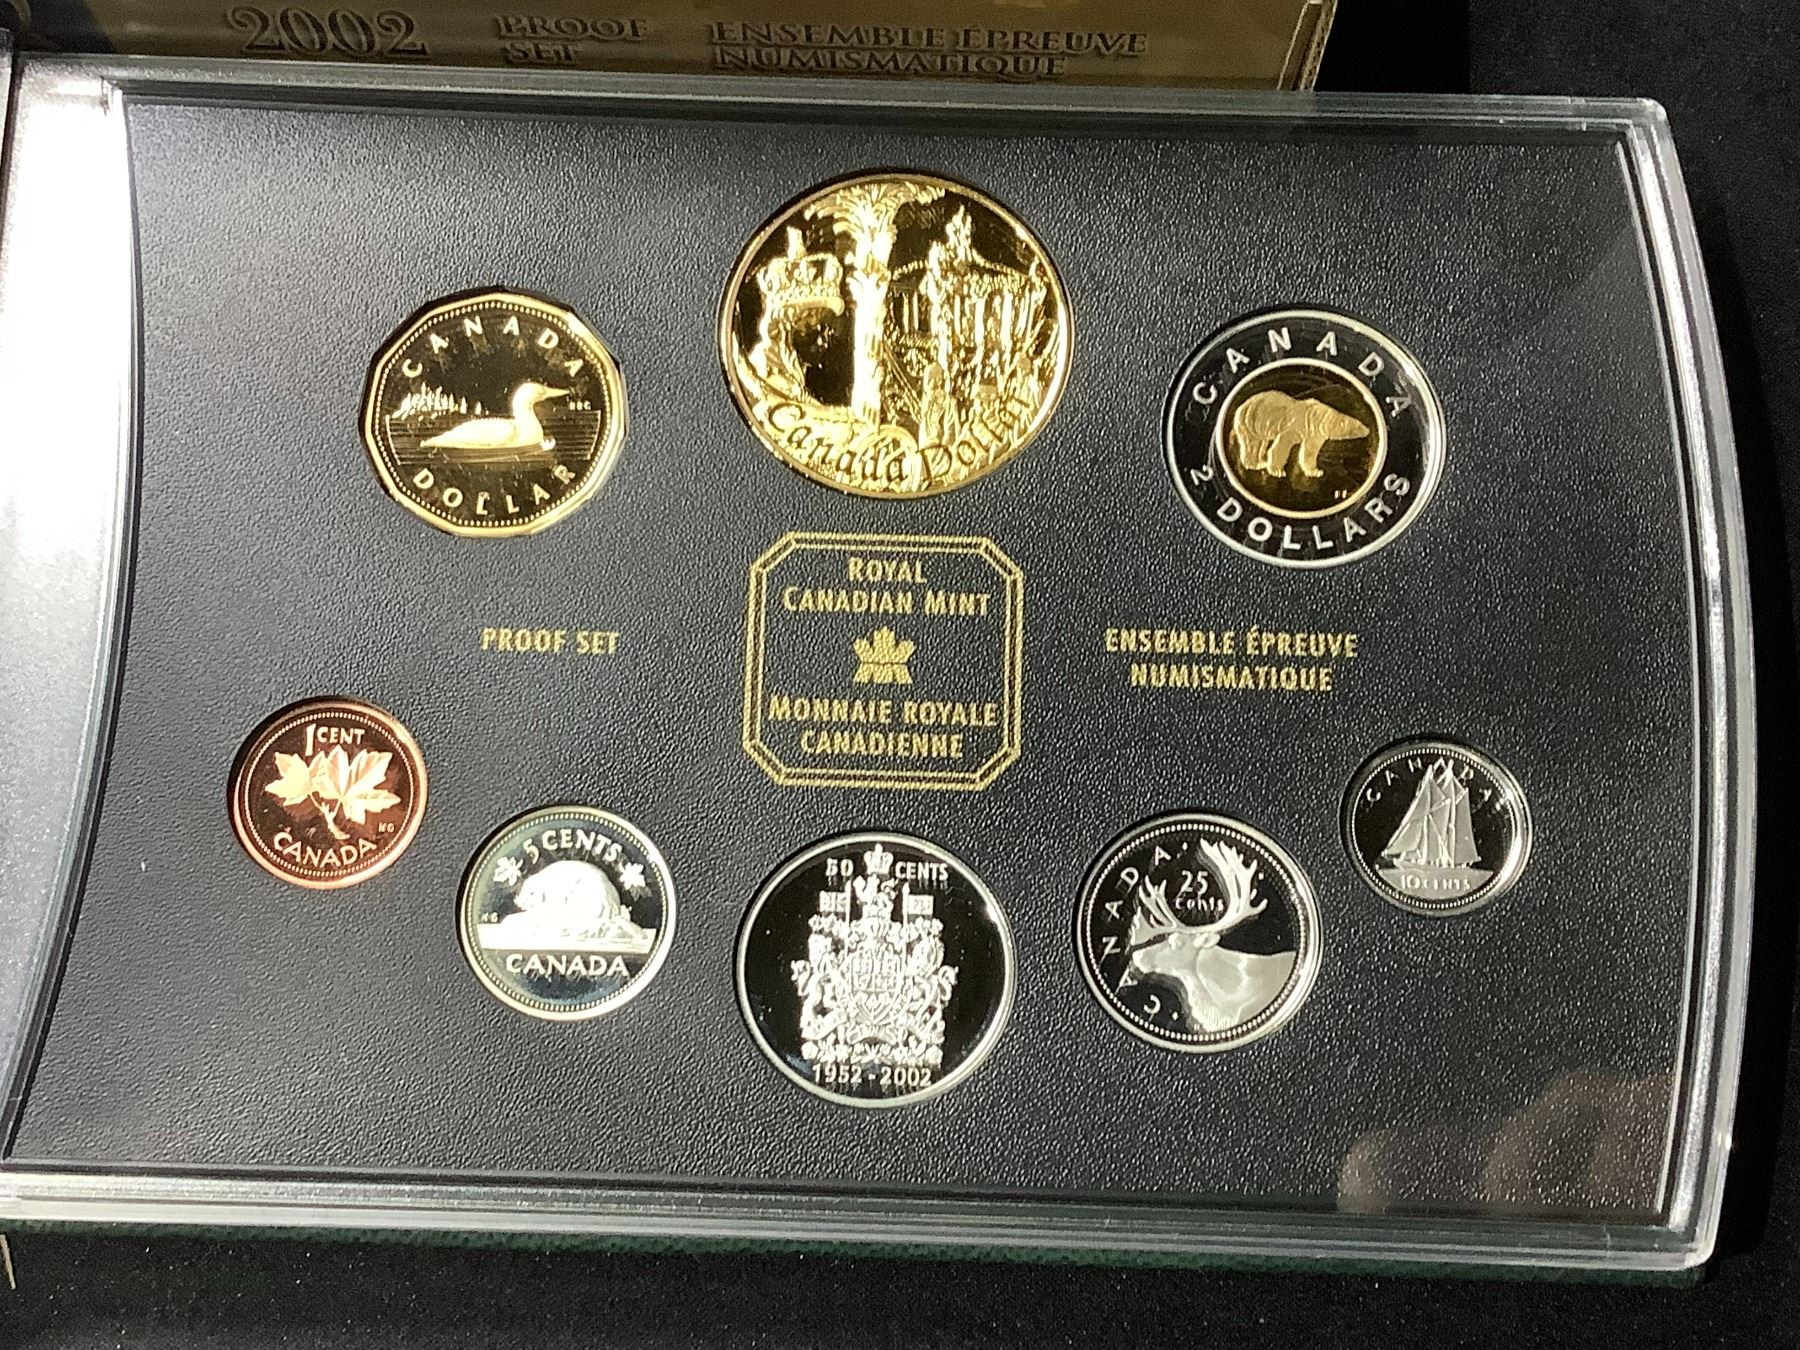 2002 PROOF SET ENSEMBLE ÉPREUVE NUMISMATIQUE
CANADA
DOLLAR
Canada Dollar
CANADA
2 DOLLARS
ROYAL
CANADIAN MINT
MONNAIE ROYALE
CANADIENNE
PROOF SET
ENSEMBLE ÉPREUVE
NUMISMATIQUE
1 CENT
CANADA
5 CENTS
CANADA
50 CENTS
1952 - 2002
CANADA
25
cents
CANADA
10 CENTS